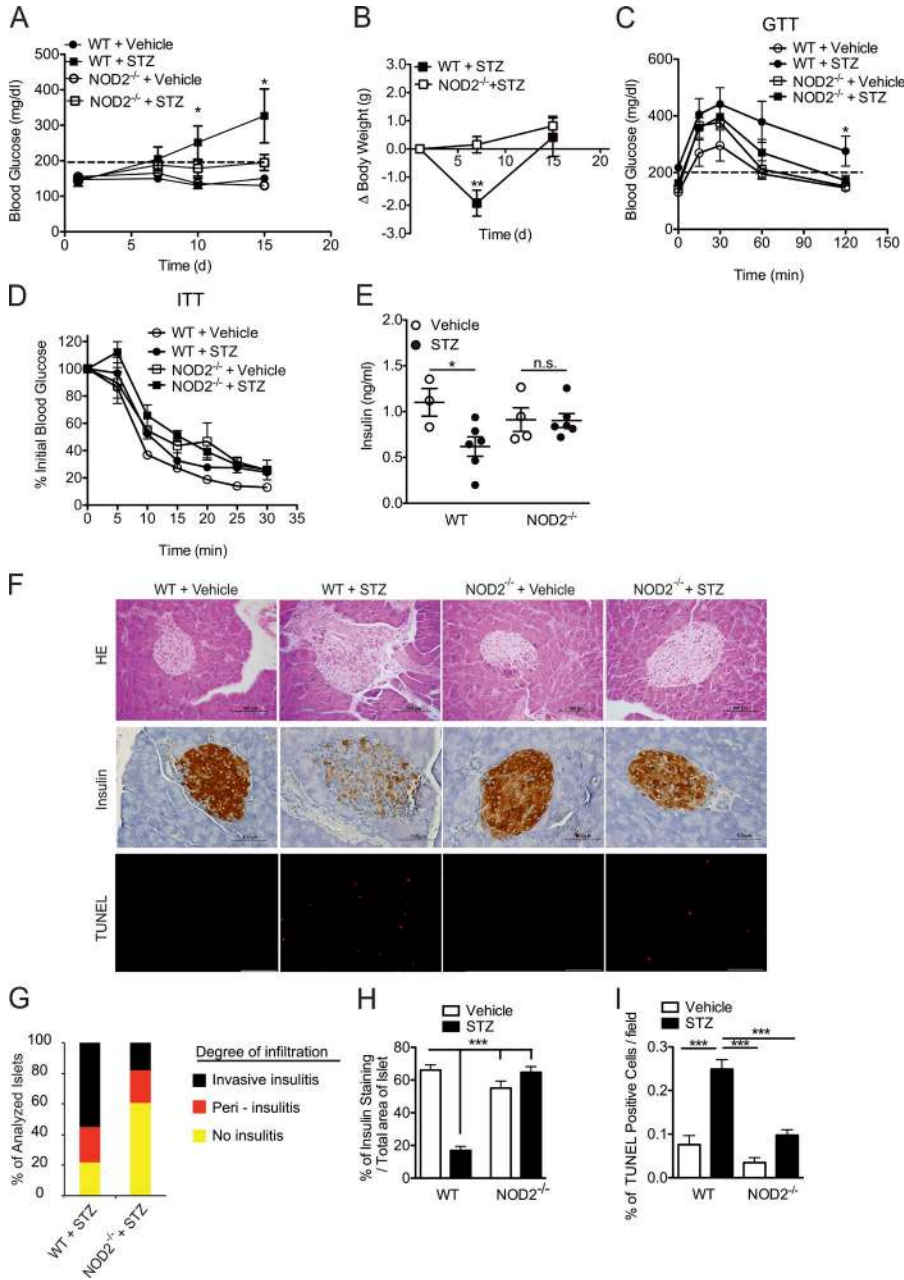 A
WT + Vehicle
WT + STZ
NOD2-/- + Vehicle
NOD2-/- + STZ
Blood Glucose (mg/dl)
500
400
300
200
100
0
0 5 10 15 20
* *
Time (d)
B
WT + STZ
NOD2-/-+STZ
Δ Body Weight (g)
3.0
2.0
1.0
0.0
-1.0
-2.0
-3.0
5 10 15 20
**
Time (d)
C
GTT
WT + Vehicle
WT + STZ
NOD2-/- + Vehicle
NOD2-/- + STZ
Blood Glucose (mg/dl)
600
400
200
0
0 30 60 90 120 150
*
Time (min)
D
ITT
WT + Vehicle
WT + STZ
NOD2-/- + Vehicle
NOD2-/- + STZ
% Initial Blood Glucose
120
100
80
60
40
20
0
0 5 10 15 20 25 30 35
Time (min)
E
Vehicle
STZ
Insulin (ng/ml)
2.0
1.5
1.0
0.5
0.0
* n.s.
WT NOD2-/-
F
WT + Vehicle WT + STZ NOD2-/- + Vehicle NOD2-/- + STZ
HE
Insulin
TUNEL
G
% of Analyzed Islets
100
80
60
40
20
0
WT + STZ
NOD2-/- + STZ
Degree of infiltration
Invasive insulitis
Peri - insulitis
No insulitis
H
Vehicle
STZ
% of Insulin Staining
/ Total area of Islet
80
60
40
20
0
***
WT NOD2-/-
I
Vehicle
STZ
% of TUNEL Positive Cells / field
0.3
0.2
0.1
0.0
***
*** ***
WT NOD2-/-